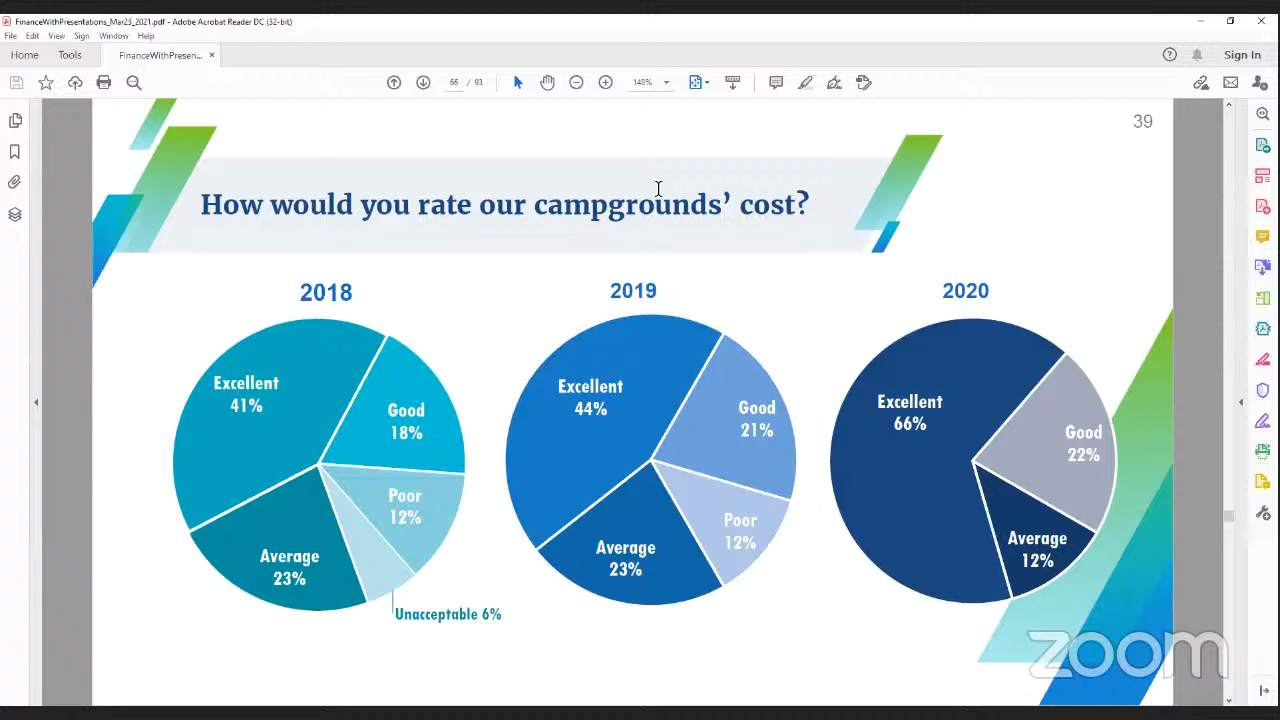 FinanceWithPresentations_Mar23_2021.pdf - Adobe Acrobat Reader DC (32-bit)
File Edit View Sign Window Help
Home Tools FinanceWithPresen... ×
Sign In
66 / 93
148%
39
How would you rate our campgrounds’ cost?
2018
2019
2020
Excellent
41%
Good
18%
Poor
12%
Average
23%
Unacceptable 6%
Excellent
44%
Good
21%
Poor
12%
Average
23%
Excellent
66%
Good
22%
Average
12%
zoom